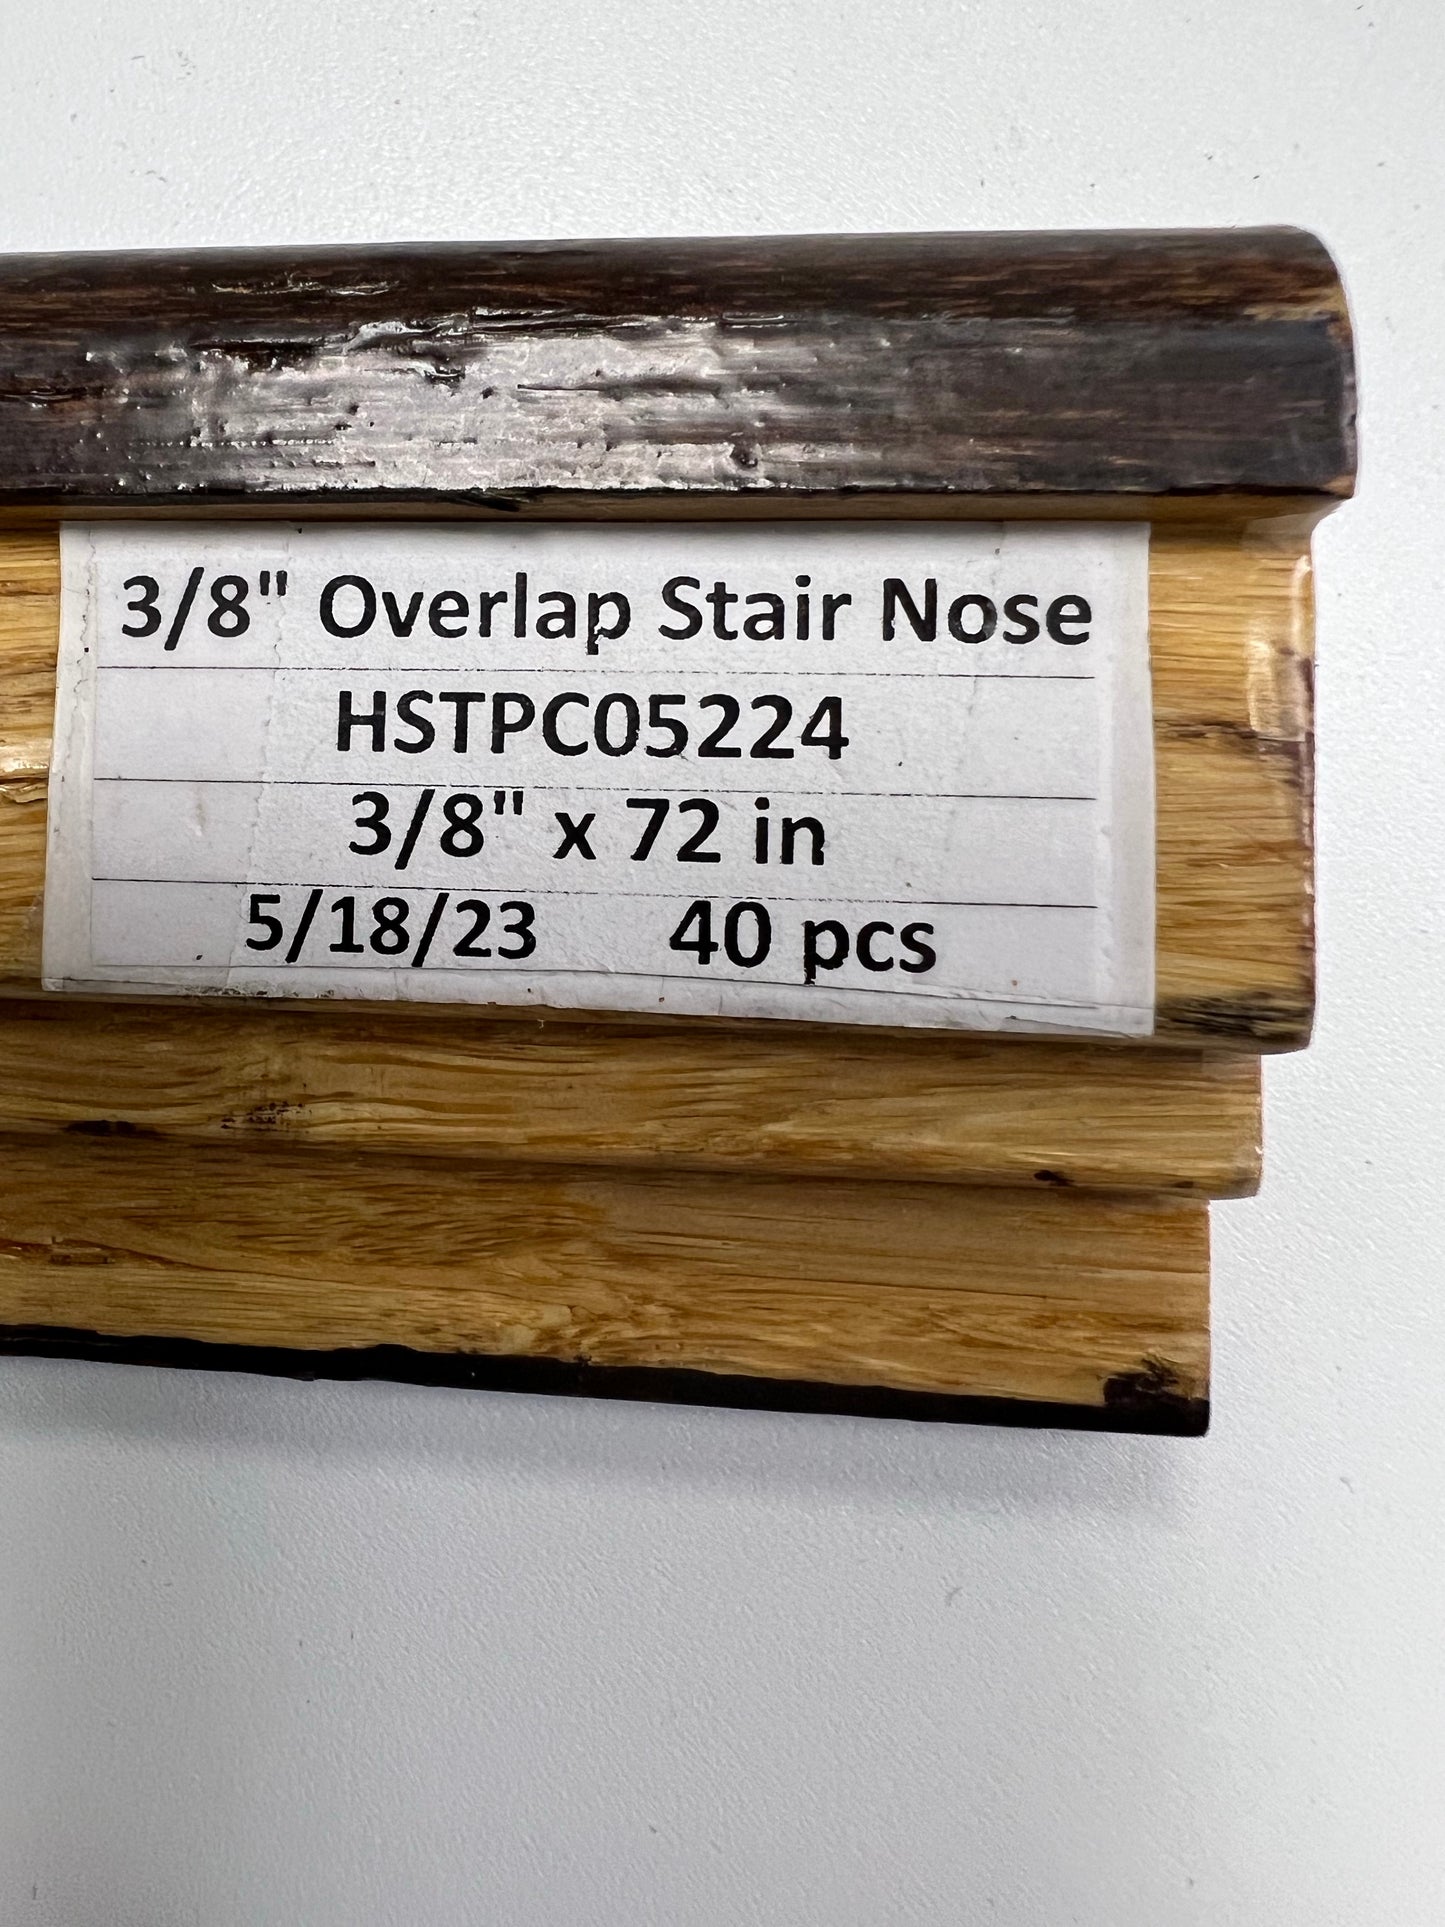 3/8" Overlap Stair Nose
HSTPC05224
3/8" x 72 in
5/18/23 40 pcs